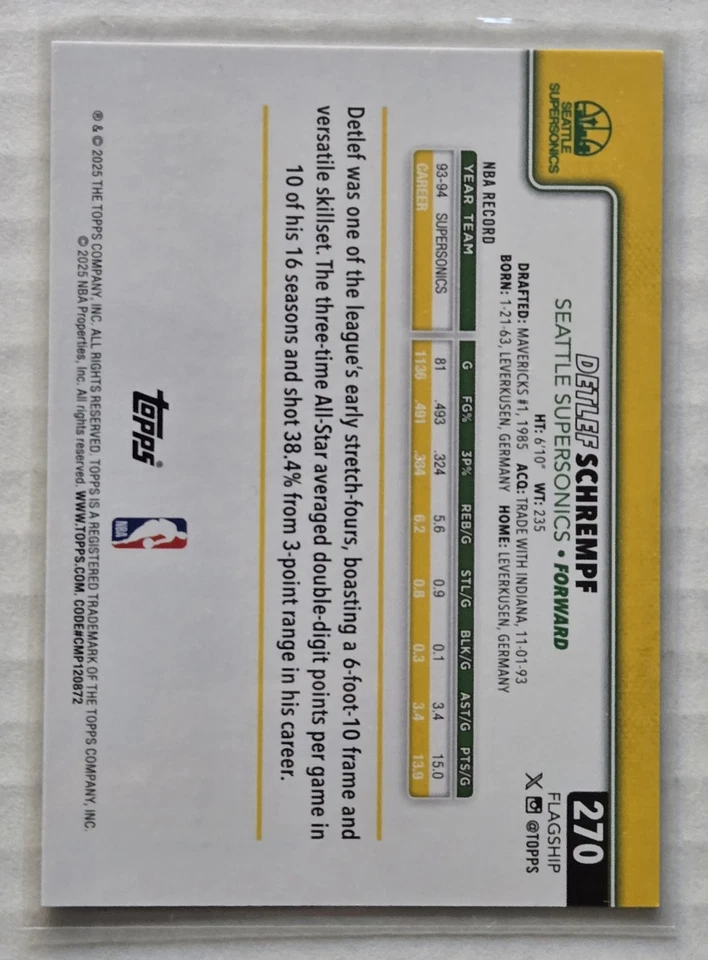 SEATTLE
SUPERSONICS
270
FLAGSHIP
X @TOPPS
DETLEF SCHREMPF
SEATTLE SUPERSONICS • FORWARD
HT: 6'10" WT: 235
DRAFTED: MAVERICKS #1, 1985 ACQ: TRADE WITH INDIANA, 11-01-93
BORN: 1-21-63, LEVERKUSEN, GERMANY HOME: LEVERKUSEN, GERMANY
NBA RECORD
YEAR TEAM G FG% 3P% REB/G STL/G BLK/G AST/G PTS/G
93-94 SUPERSONICS 81 .493 .324 5.6 0.9 0.1 3.4 15.0
CAREER 1136 .491 .384 6.2 0.8 0.3 3.4 13.9
Detlef was one of the league's early stretch-fours, boasting a 6-foot-10 frame and
versatile skillset. The three-time All-Star averaged double-digit points per game in
10 of his 16 seasons and shot 38.4% from 3-point range in his career.
topps®
NBA
® & © 2025 THE TOPPS COMPANY, INC. ALL RIGHTS RESERVED. TOPPS IS A REGISTERED TRADEMARK OF THE TOPPS COMPANY, INC.
© 2025 NBA Properties, Inc. All rights reserved. WWW.TOPPS.COM. CODE#CMP120872